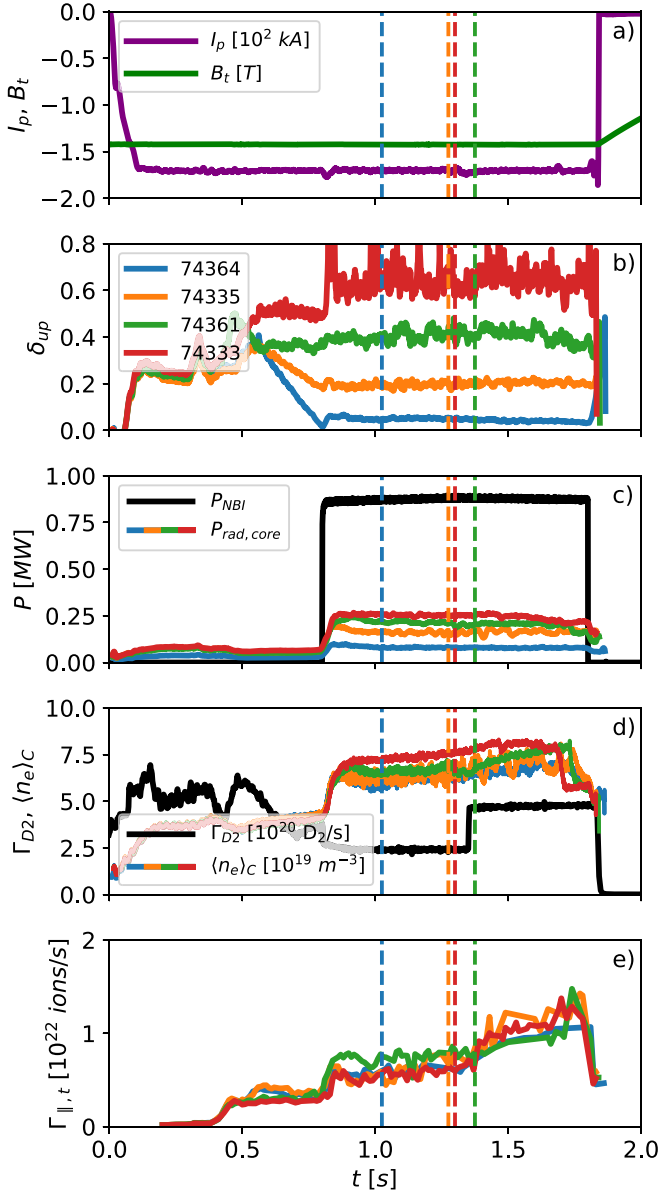 0.0
−0.5
−1.0
−1.5
−2.0
I_p, B_t
I_p [10^2 kA]
B_t [T]
a)
0.8
0.6
0.4
0.2
0.0
δ_up
74364
74335
74361
74333
b)
1.00
0.75
0.50
0.25
0.00
P [MW]
P_NBI
P_rad,core
c)
10.0
7.5
5.0
2.5
0.0
Γ_D2, ⟨n_e⟩_C
Γ_D2 [10^20 D_2/s]
⟨n_e⟩_C [10^19 m^−3]
d)
2
1
0
Γ_∥,t [10^22 ions/s]
e)
0.0 0.5 1.0 1.5 2.0
t [s]